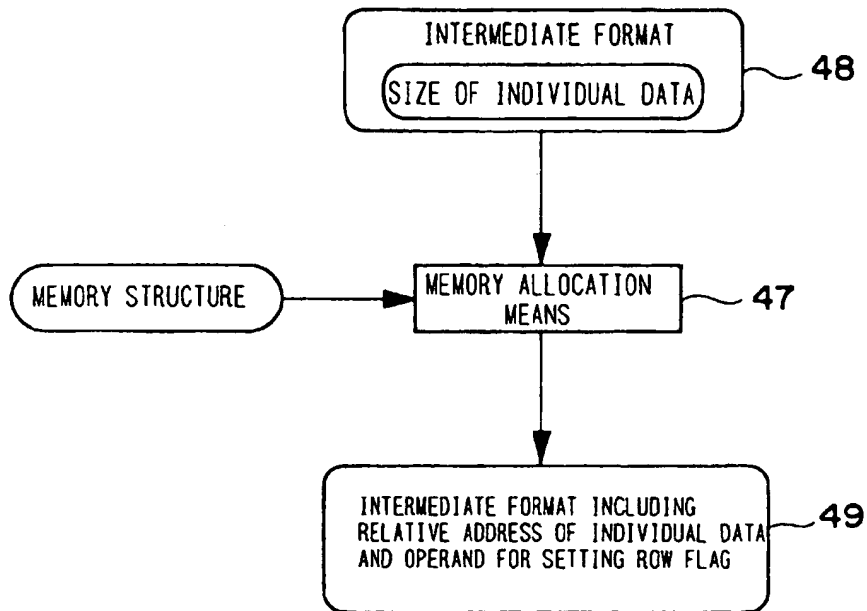 INTERMEDIATE FORMAT
SIZE OF INDIVIDUAL DATA
48
MEMORY STRUCTURE
MEMORY ALLOCATION
MEANS
47
INTERMEDIATE FORMAT INCLUDING
RELATIVE ADDRESS OF INDIVIDUAL DATA
AND OPERAND FOR SETTING ROW FLAG
49